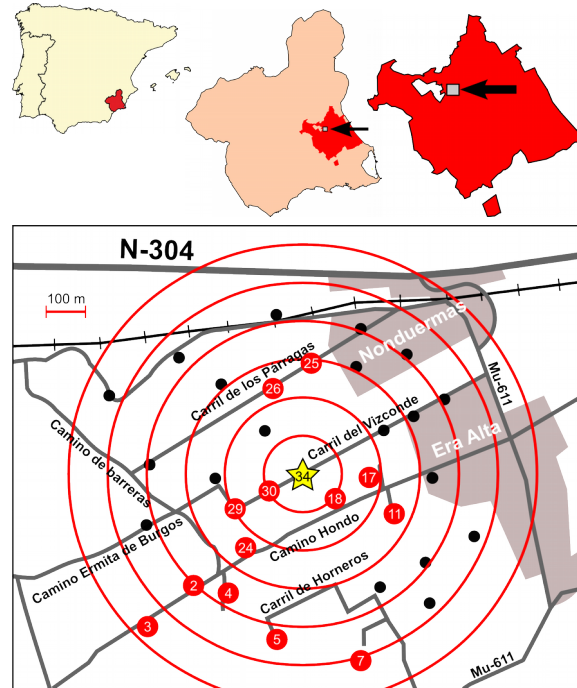 N-304
100 m
Nonduermas
25
Carril de los Párragas
26
Mu-611
Carril del Vizconde
Era Alta
Camino de barreras
34
17
30
18
29
11
Camino Hondo
24
Camino Ermita de Burgos
Carril de Horneros
2
4
3
5
7
Mu-611